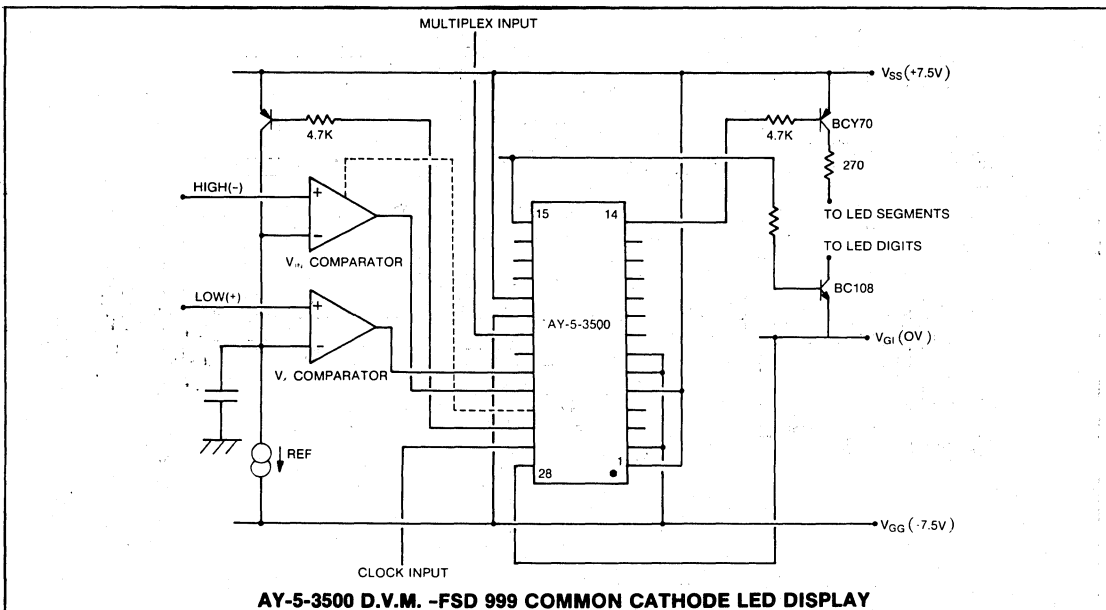 MULTIPLEX INPUT
VSS (+7.5V)
4.7K
4.7K
BCY70
270
HIGH(-)
+
-
TO LED SEGMENTS
15
14
TO LED DIGITS
COMPARATOR
BC108
LOW(+)
+
-
AY-5-3500
VGI (0V)
COMPARATOR
REF
28
1
VGG (-7.5V)
CLOCK INPUT
AY-5-3500 D.V.M. -FSD 999 COMMON CATHODE LED DISPLAY